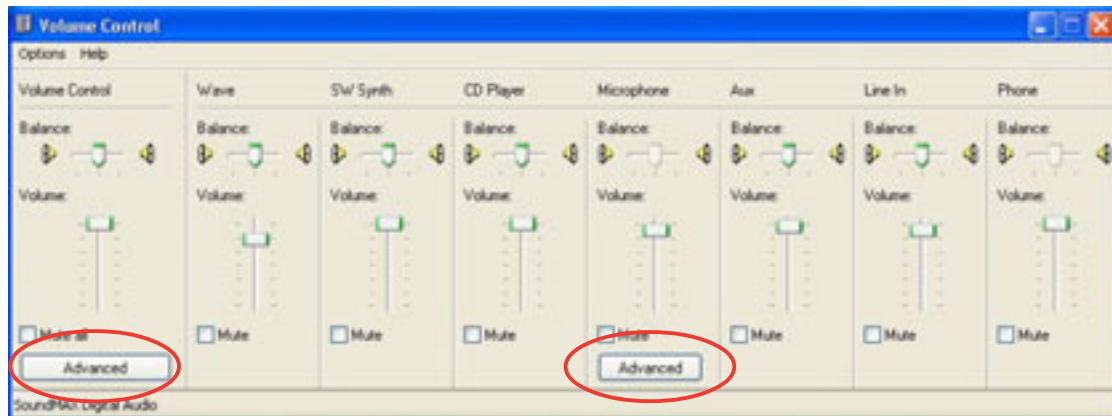 Volume Control
Options Help
Volume Control Wave SW Synth CD Player Microphone Aux Line In Phone
Balance: Balance: Balance: Balance: Balance: Balance: Balance: Balance:
Volume: Volume: Volume: Volume: Volume: Volume: Volume: Volume:
Mute all Mute Mute Mute Mute Mute Mute Mute
Advanced Advanced
SoundMAX Digital Audio